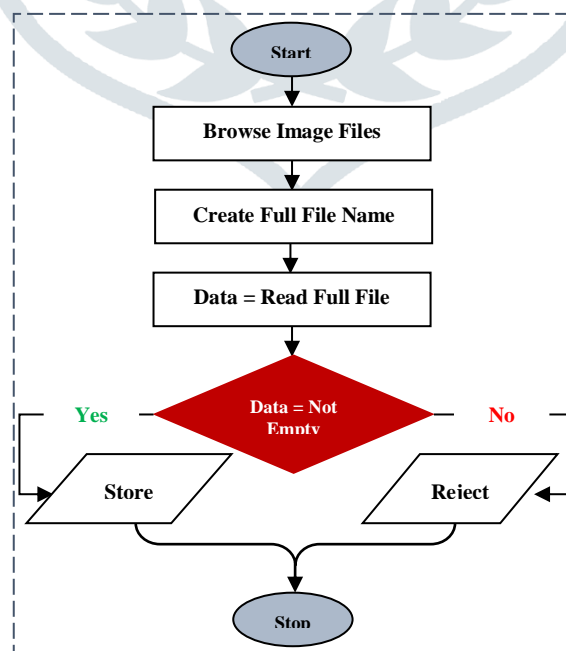 Start
Browse Image Files
Create Full File Name
Data = Read Full File
Data = Not
Empty
Yes
No
Store
Reject
Stop